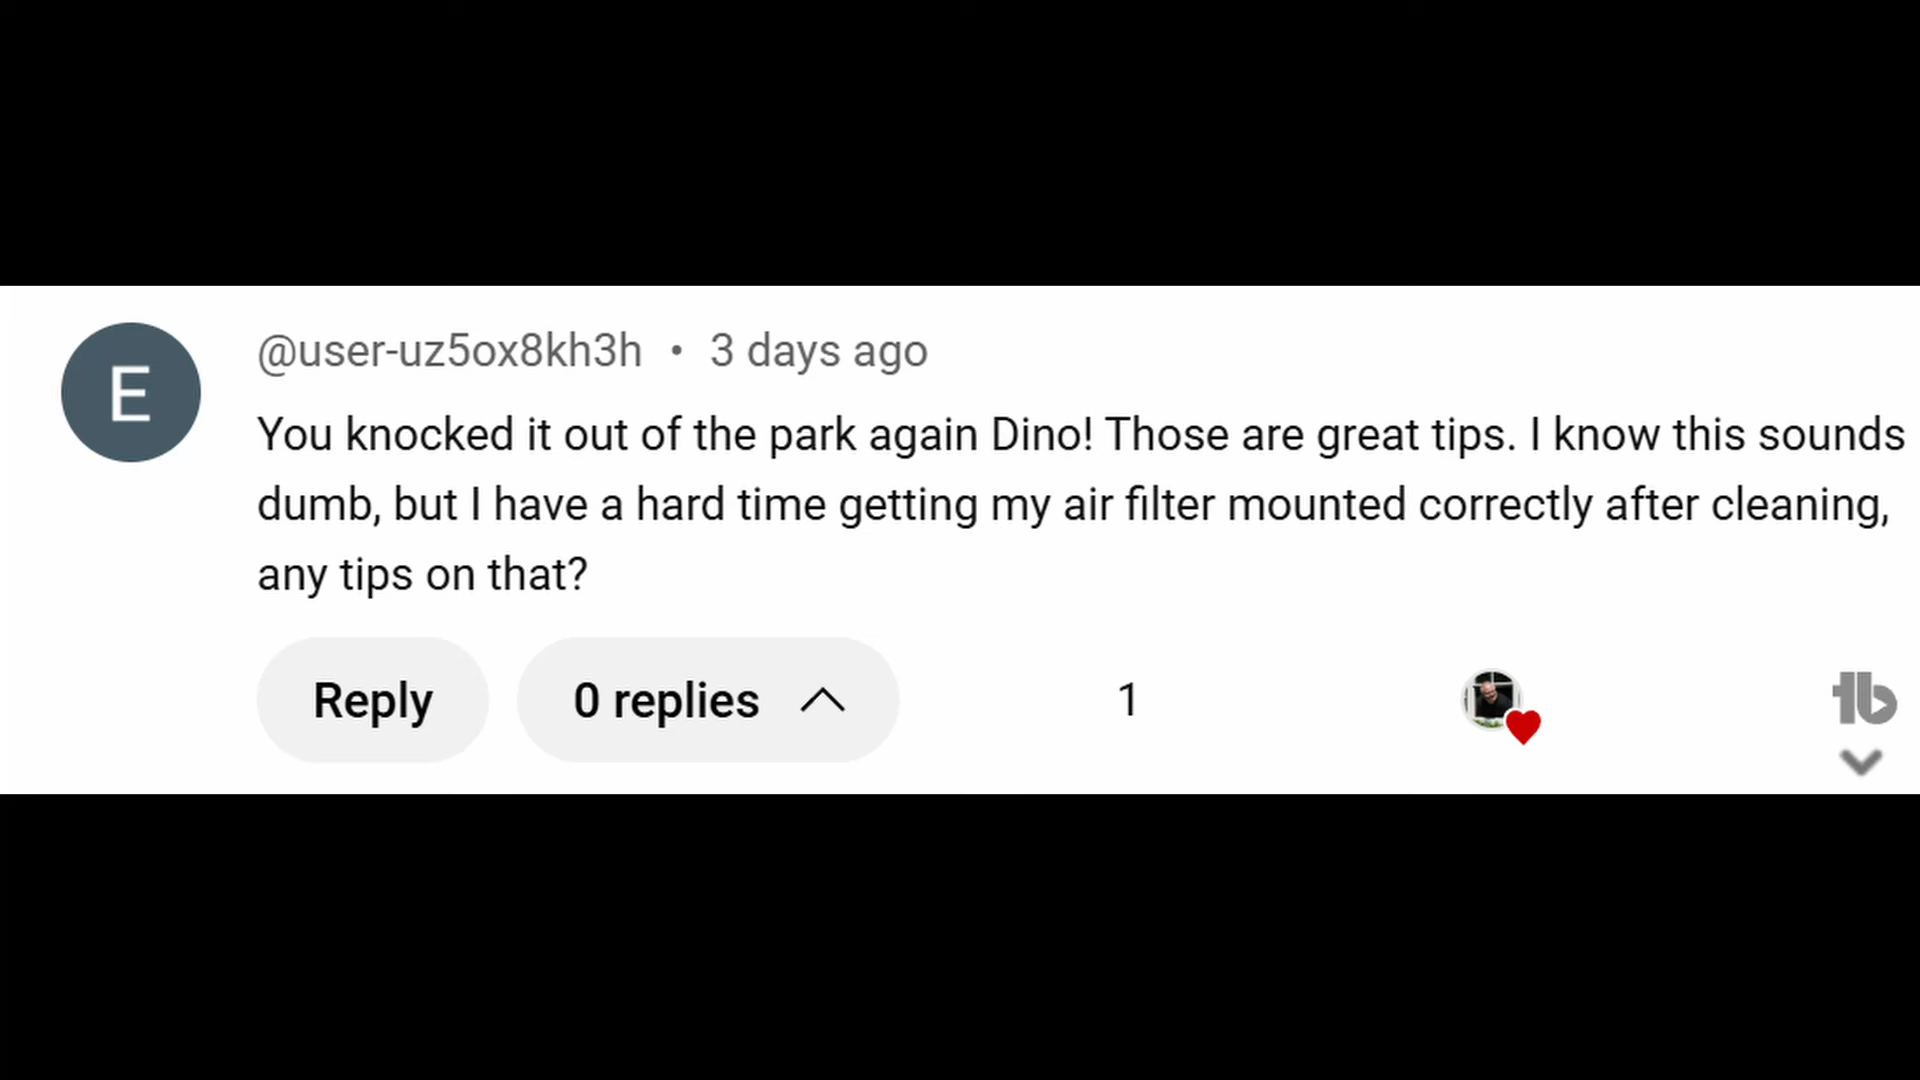 E
@user-uz5ox8kh3h • 3 days ago
You knocked it out of the park again Dino! Those are great tips. I know this sounds
dumb, but I have a hard time getting my air filter mounted correctly after cleaning,
any tips on that?
Reply 0 replies 1 tb